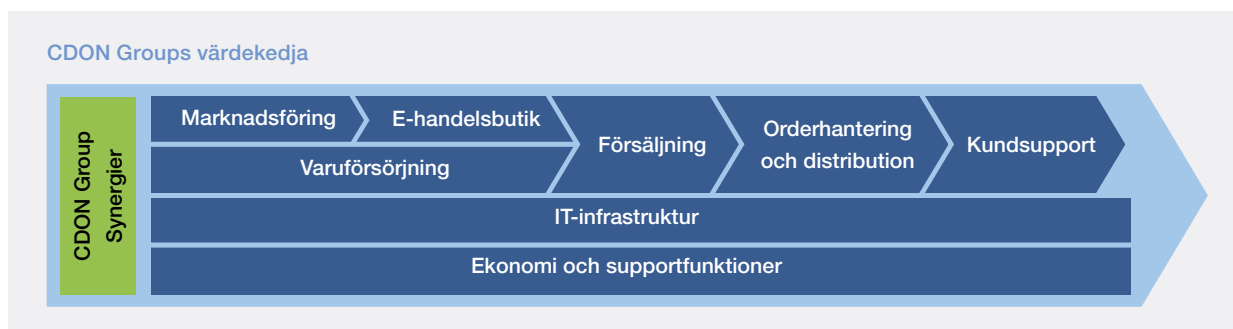 CDON Groups värdekedja
CDON Group
Synergier
Marknadsföring
E-handelsbutik
Varuförsörjning
Försäljning
Orderhantering
och distribution
Kundsupport
IT-infrastruktur
Ekonomi och supportfunktioner